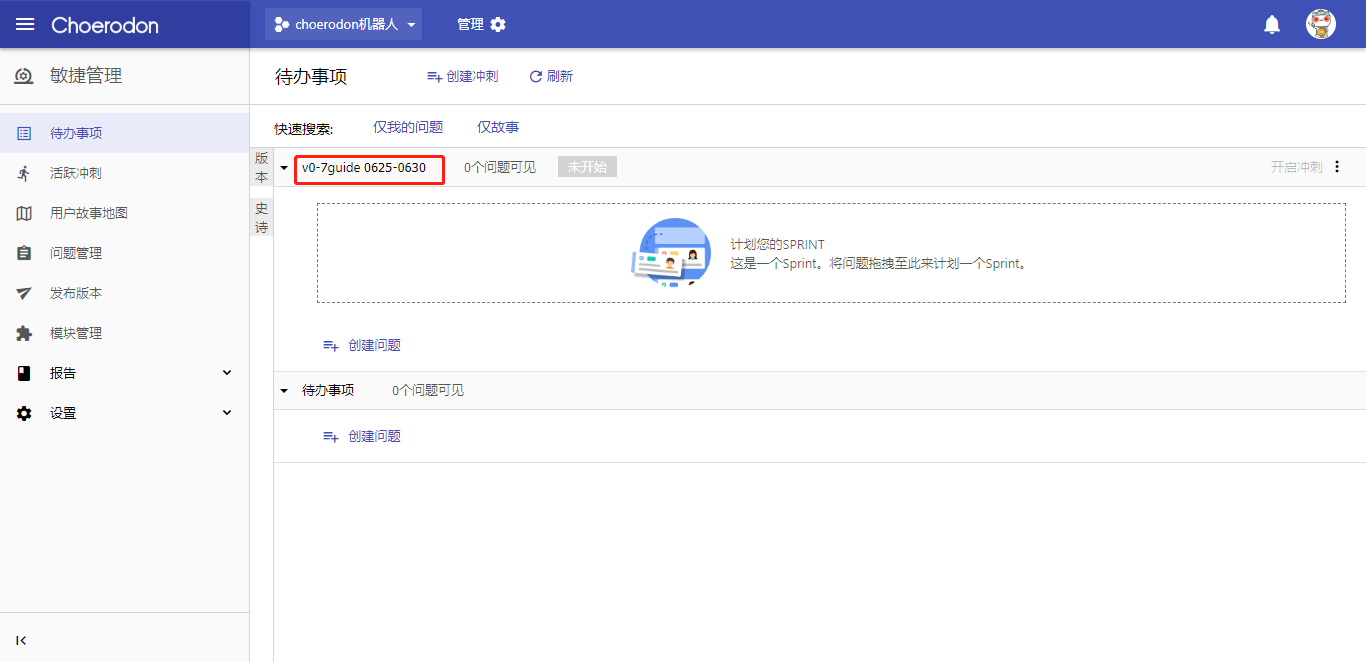 Choerodon
choerodon机器人
管理
敏捷管理
待办事项
活跃冲刺
用户故事地图
问题管理
发布版本
模块管理
报告
设置
待办事项
创建冲刺
刷新
快速搜索:
仅我的问题
仅故事
版本
史诗
v0-7guide 0625-0630
0个问题可见
未开始
开启冲刺
计划您的SPRINT
这是一个Sprint。将问题拖拽至此来计划一个Sprint。
创建问题
待办事项
0个问题可见
创建问题